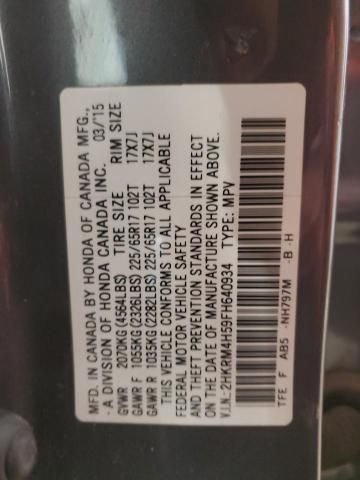 MFD. IN CANADA BY HONDA OF CANADA MFG.,
- A DIVISION OF HONDA CANADA INC. 03/'15
GVWR 2070KG(4564LBS) TIRE SIZE RIM SIZE
GAWR F 1055KG(2326LBS) 225/65R17 102T 17X7J
GAWR R 1035KG(2282LBS) 225/65R17 102T 17X7J
THIS VEHICLE CONFORMS TO ALL APPLICABLE
FEDERAL MOTOR VEHICLE SAFETY
AND THEFT PREVENTION STANDARDS IN EFFECT
ON THE DATE OF MANUFACTURE SHOWN ABOVE.
V.I.N.: 2HKRM4H59FH640934 TYPE: MPV
TFE F AB5 -NH797M -B -H